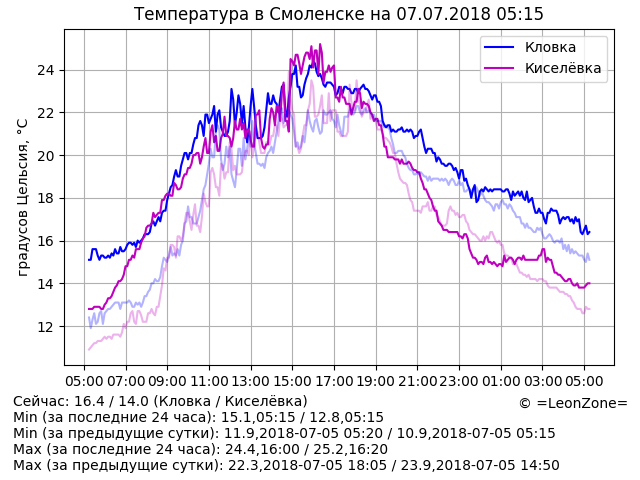 Температура в Смоленске на 07.07.2018 05:15
Кловка
Киселёвка
градусов Цельсия, °C
24
22
20
18
16
14
12
05:00 07:00 09:00 11:00 13:00 15:00 17:00 19:00 21:00 23:00 01:00 03:00 05:00
Сейчас: 16.4 / 14.0 (Кловка / Киселёвка)
© =LeonZone=
Min (за последние 24 часа): 15.1,05:15 / 12.8,05:15
Min (за предыдущие сутки): 11.9,2018-07-05 05:20 / 10.9,2018-07-05 05:15
Max (за последние 24 часа): 24.4,16:00 / 25.2,16:20
Max (за предыдущие сутки): 22.3,2018-07-05 18:05 / 23.9,2018-07-05 14:50